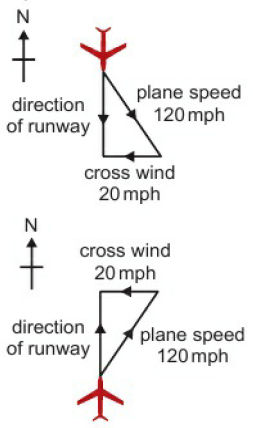 N
direction
of runway
plane speed
120 mph
cross wind
20 mph
N
cross wind
20 mph
direction
of runway
plane speed
120 mph